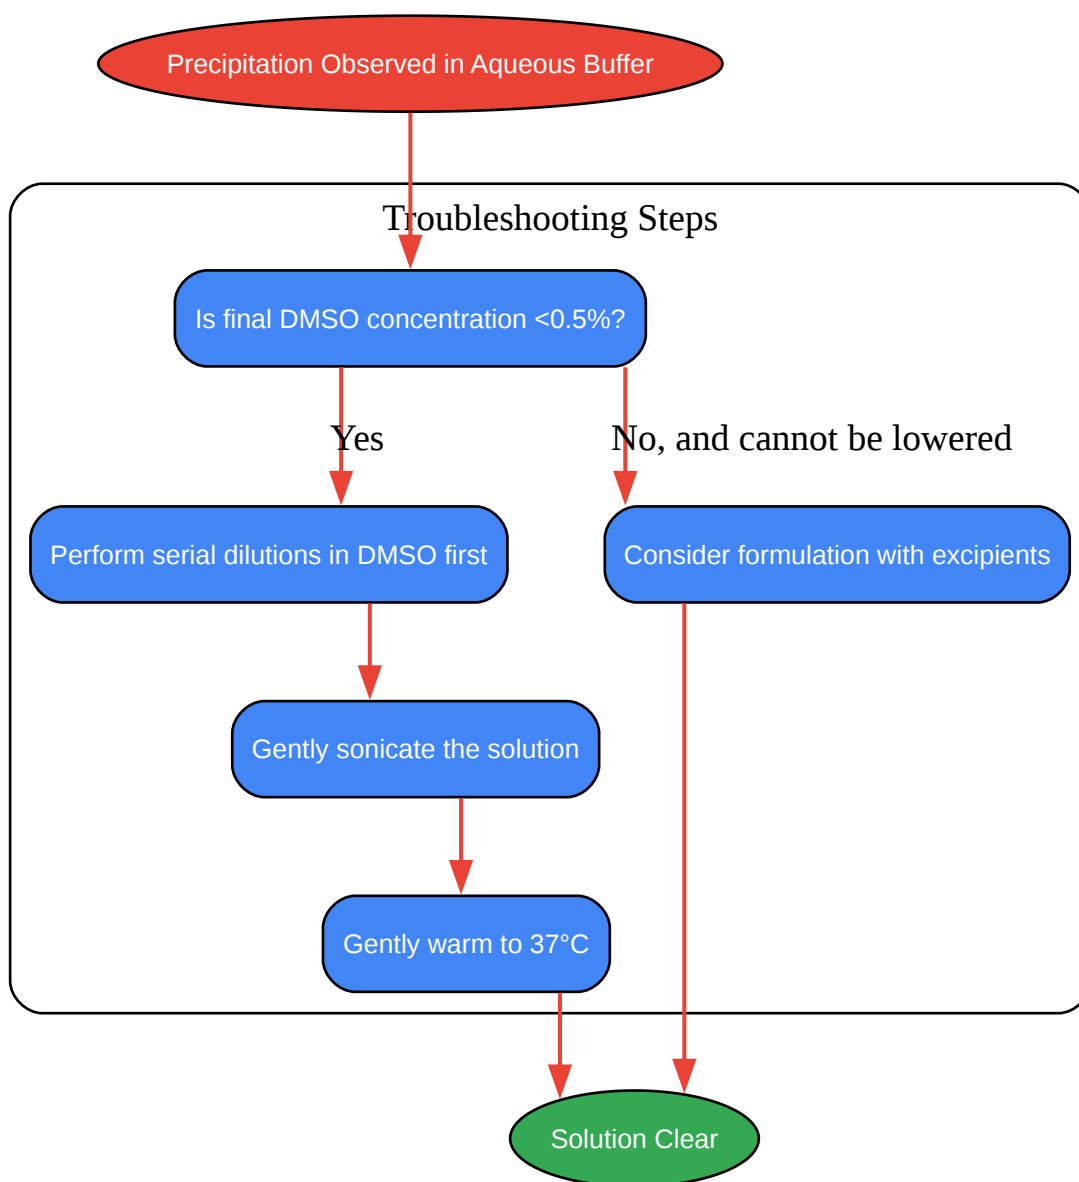 Precipitation Observed in Aqueous Buffer
Troubleshooting Steps
Is final DMSO concentration <0.5%?
Yes
No, and cannot be lowered
Perform serial dilutions in DMSO first
Consider formulation with excipients
Gently sonicate the solution
Gently warm to 37°C
Solution Clear